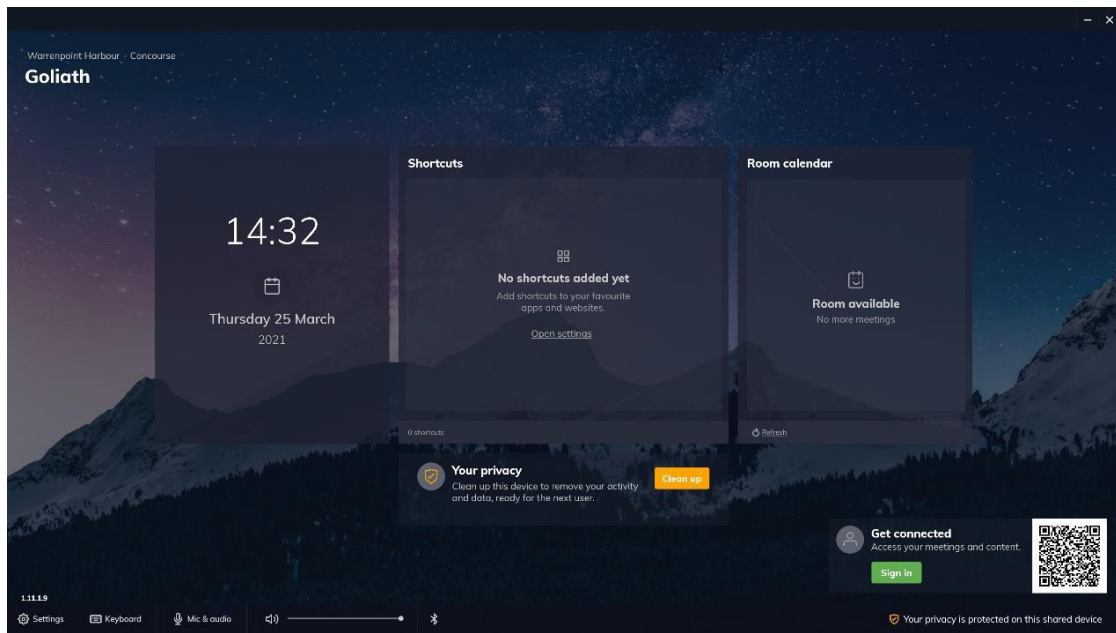 Warrenpoint Harbour - Concourse
Goliath
14:32
Thursday 25 March
2021
Shortcuts
No shortcuts added yet
Add shortcuts to your favourite
apps and websites.
Open settings
0 shortcuts
Room calendar
Room available
No more meetings
Refresh
Your privacy
Clean up this device to remove your activity
and data, ready for the next user.
Clean up
Get connected
Access your meetings and content.
Sign in
1.11.1.9
Settings
Keyboard
Mic & audio
Your privacy is protected on this shared device